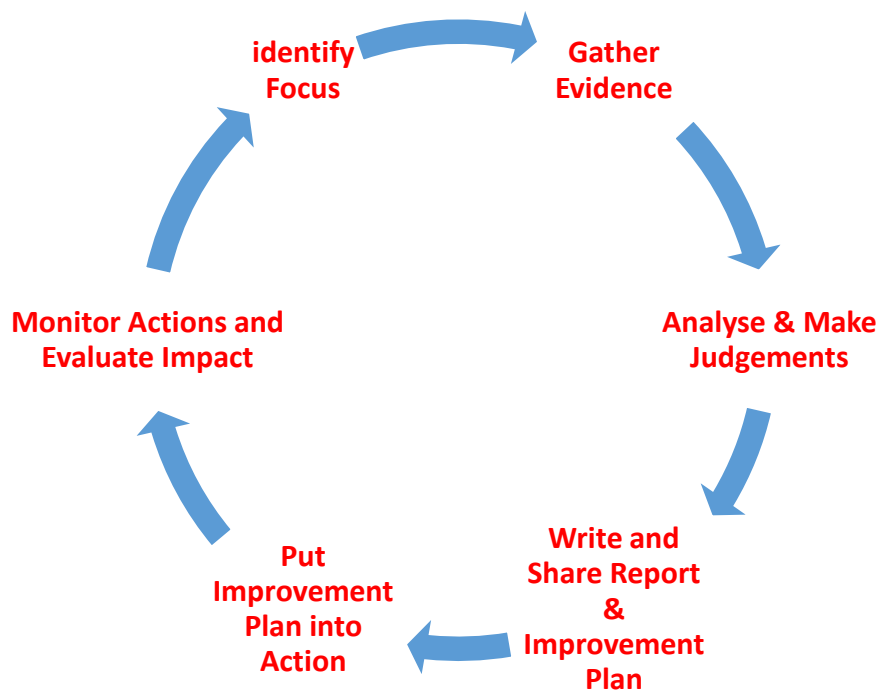 identify
Focus
Gather
Evidence
Analyse & Make
Judgements
Write and
Share Report
&
Improvement
Plan
Put
Improvement
Plan into
Action
Monitor Actions and
Evaluate Impact